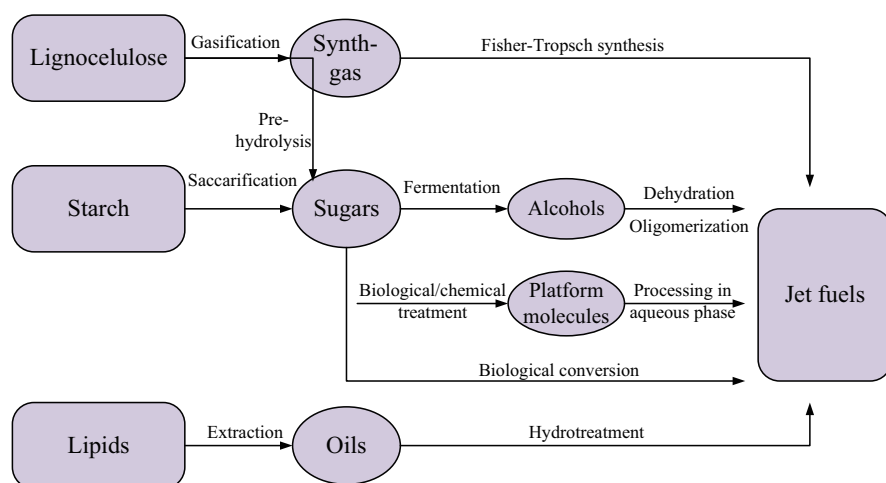 Lignocelulose
Gasification
Synth-
gas
Fisher-Tropsch synthesis
Pre-
hydrolysis
Starch
Saccarification
Sugars
Fermentation
Alcohols
Dehydration
Oligomerization
Biological/chemical
treatment
Platform
molecules
Processing in
aqueous phase
Jet fuels
Biological conversion
Lipids
Extraction
Oils
Hydrotreatment